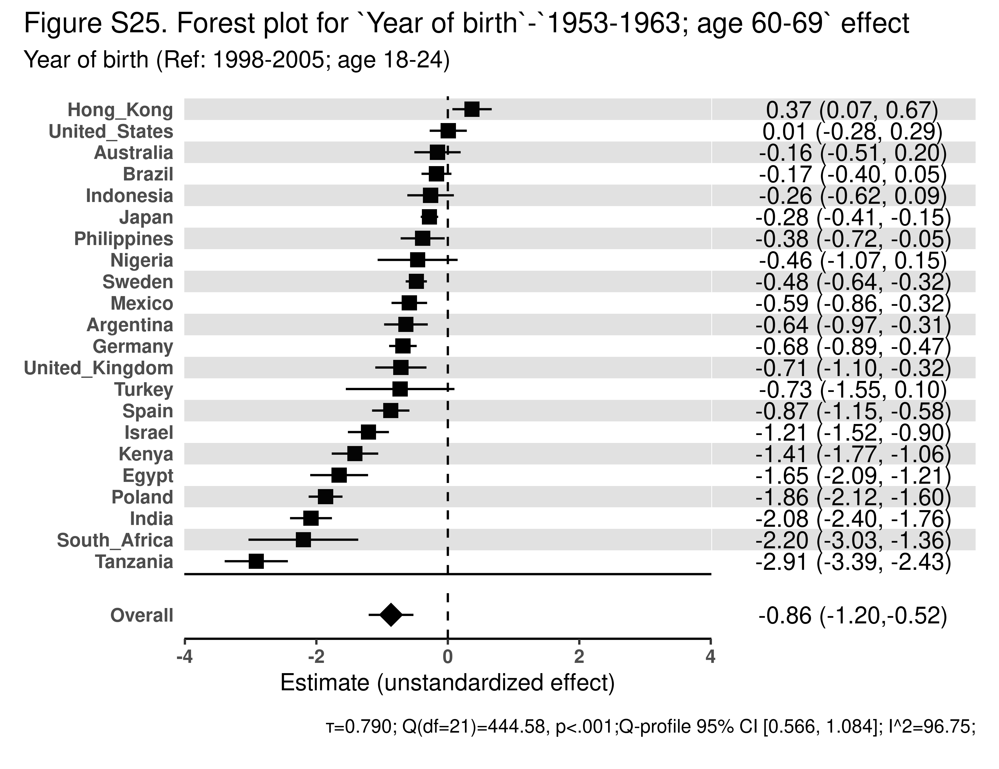 Figure S25. Forest plot for `Year of birth`-`1953-1963; age 60-69` effect
Year of birth (Ref: 1998-2005; age 18-24)
Hong_Kong 0.37 (0.07, 0.67)
United_States 0.01 (-0.28, 0.29)
Australia -0.16 (-0.51, 0.20)
Brazil -0.17 (-0.40, 0.05)
Indonesia -0.26 (-0.62, 0.09)
Japan -0.28 (-0.41, -0.15)
Philippines -0.38 (-0.72, -0.05)
Nigeria -0.46 (-1.07, 0.15)
Sweden -0.48 (-0.64, -0.32)
Mexico -0.59 (-0.86, -0.32)
Argentina -0.64 (-0.97, -0.31)
Germany -0.68 (-0.89, -0.47)
United_Kingdom -0.71 (-1.10, -0.32)
Turkey -0.73 (-1.55, 0.10)
Spain -0.87 (-1.15, -0.58)
Israel -1.21 (-1.52, -0.90)
Kenya -1.41 (-1.77, -1.06)
Egypt -1.65 (-2.09, -1.21)
Poland -1.86 (-2.12, -1.60)
India -2.08 (-2.40, -1.76)
South_Africa -2.20 (-3.03, -1.36)
Tanzania -2.91 (-3.39, -2.43)
Overall -0.86 (-1.20,-0.52)
-4 -2 0 2 4
Estimate (unstandardized effect)
τ=0.790; Q(df=21)=444.58, p<.001;Q-profile 95% CI [0.566, 1.084]; I^2=96.75;